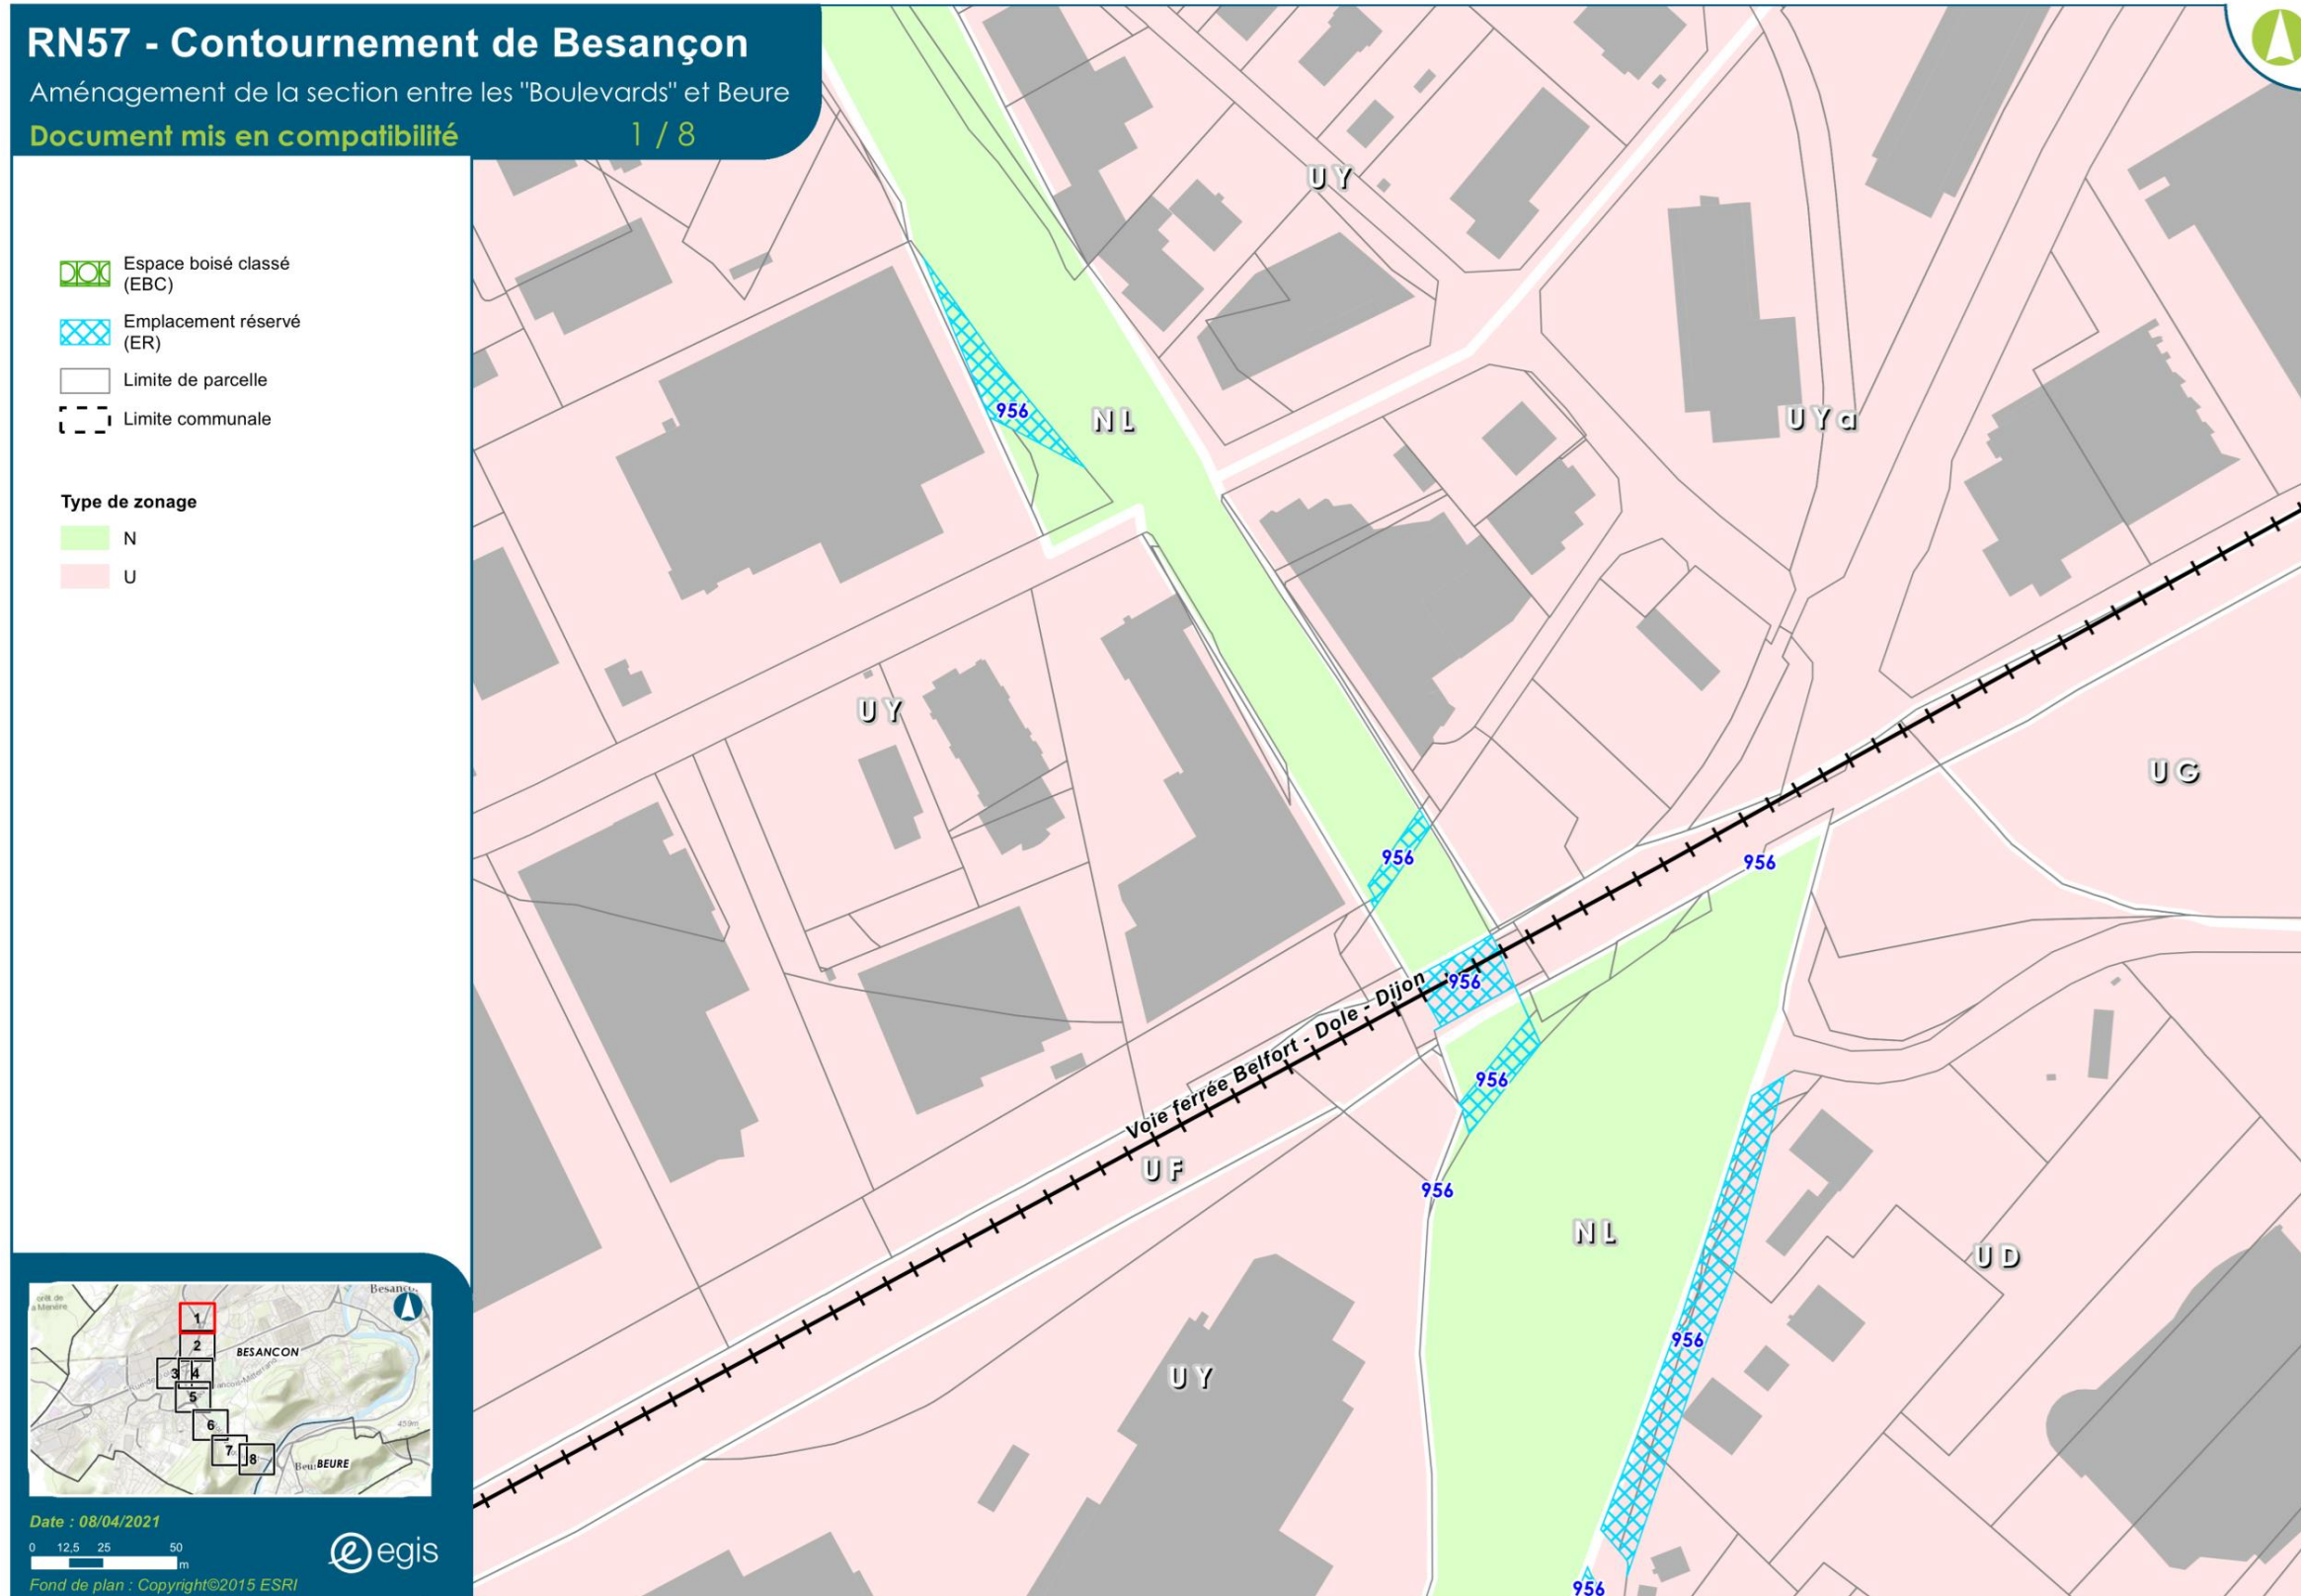 RN57 - Contournement de Besançon
Aménagement de la section entre les "Boulevards" et Beure
Document mis en compatibilité 1 / 8
Espace boisé classé
(EBC)
Emplacement réservé
(ER)
Limite de parcelle
Limite communale
Type de zonage
N
U
UY
956
NL
UYa
UY
UG
956
956
956
Voie ferrée Belfort - Dole - Dijon
956
UF
956
NL
UD
956
UY
956
Besanço
1
2
BESANCON
3
4
5
6
7
8
459m
Beu
BEURE
Date : 08/04/2021
0 12,5 25 50
m
egis
Fond de plan : Copyright©2015 ESRI